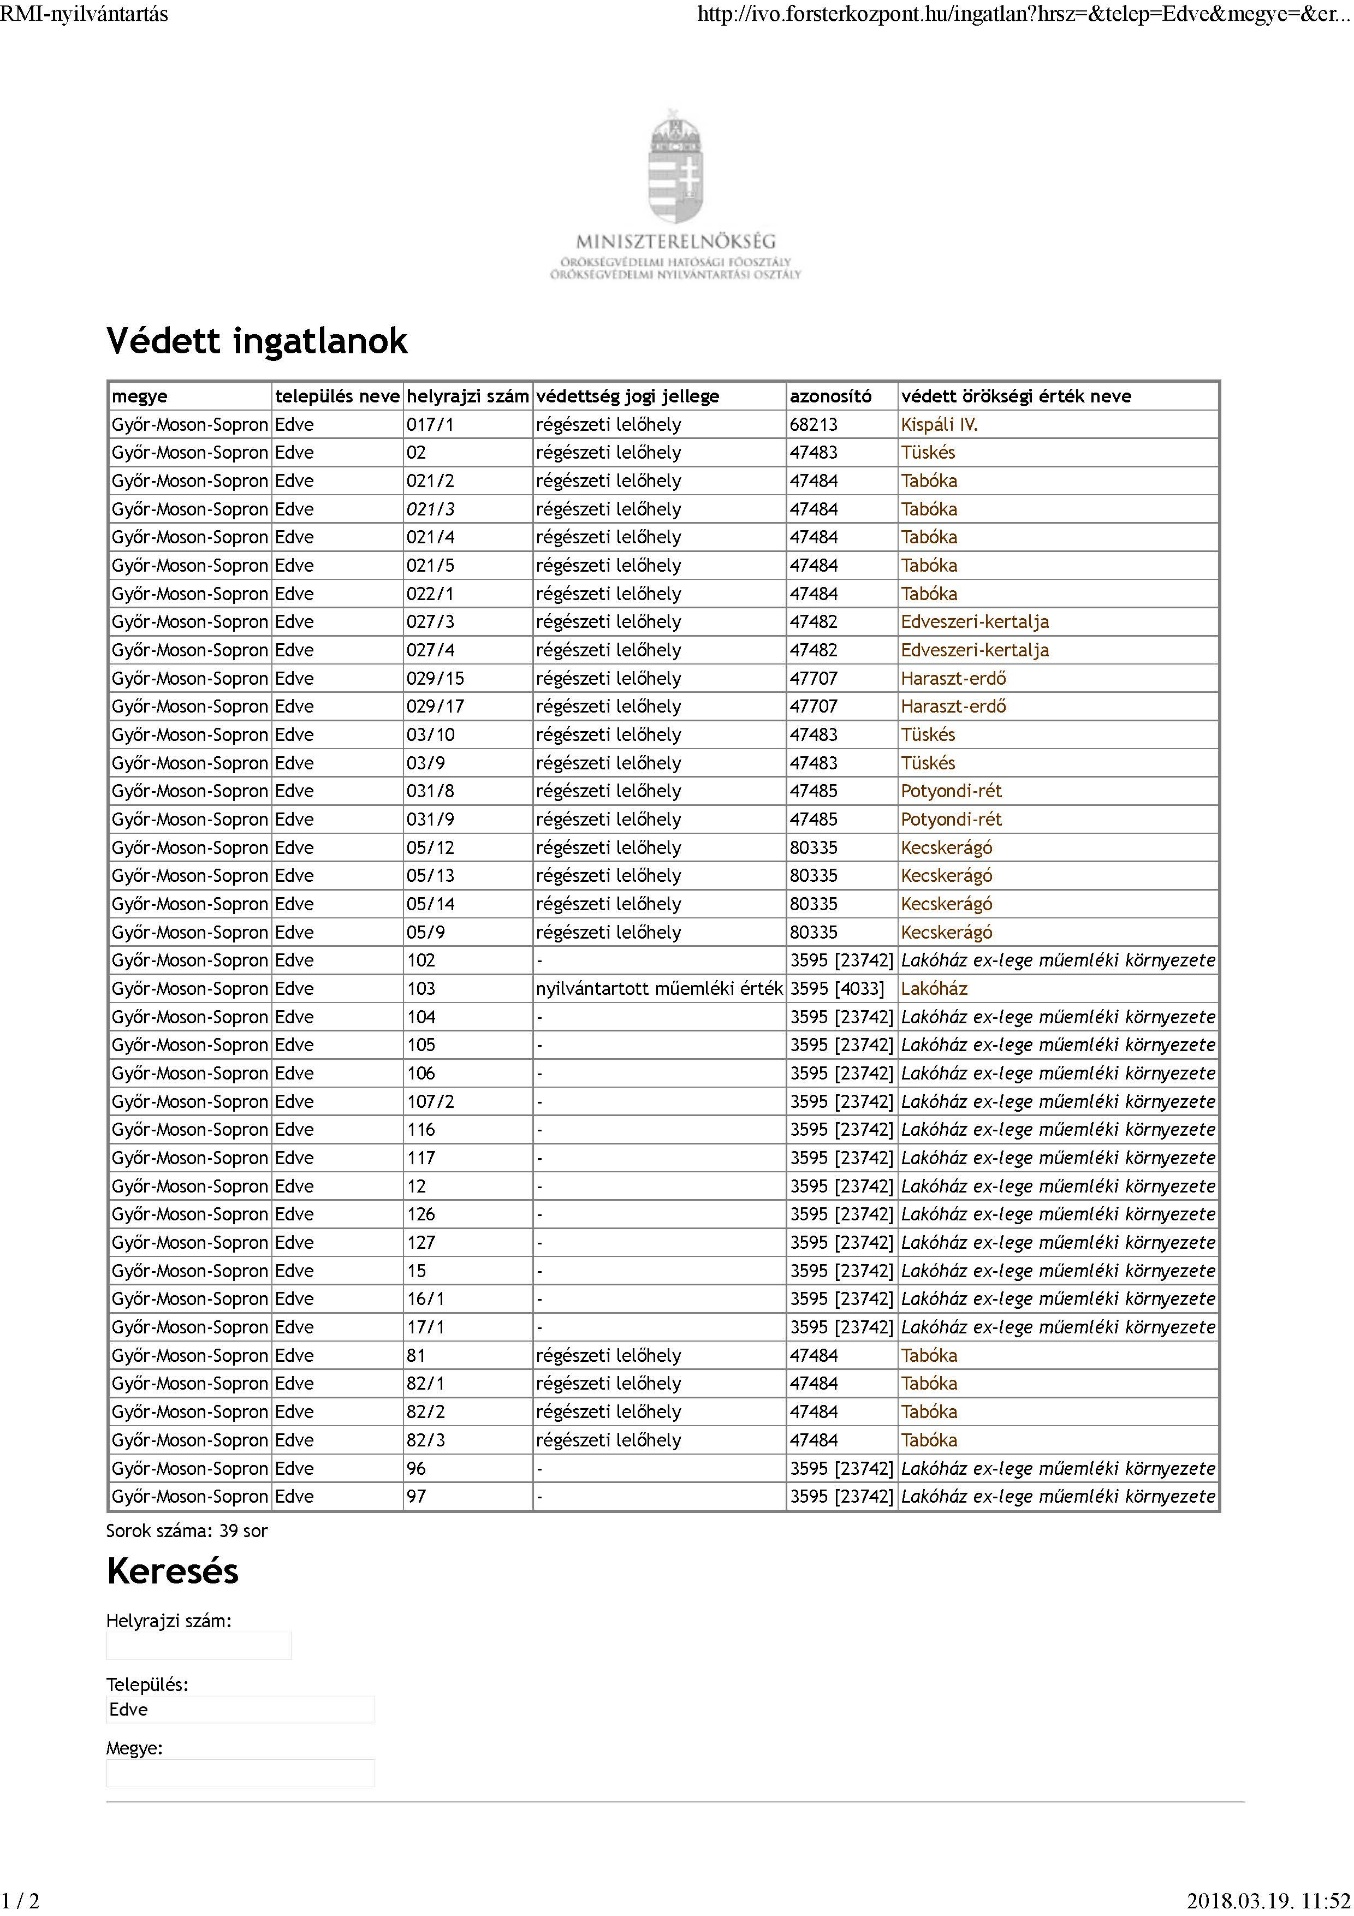 RMI-nyilvántartás http://ivo.forsterkozpont.hu/ingatlan?hrsz=&telep=Edve&megye=&er...
MINISZTERELNÖKSÉG
ÖRÖKSÉGVÉDELMI HATÓSÁGI FŐOSZTÁLY
ÖRÖKSÉGVÉDELMI NYILVÁNTARTÁSI OSZTÁLY
Védett ingatlanok
megye település neve helyrajzi szám védettség jogi jellege azonosító védett örökségi érték neve
Győr-Moson-Sopron Edve 017/1 régészeti lelőhely 68213 Kispáli IV.
Győr-Moson-Sopron Edve 02 régészeti lelőhely 47483 Tüskés
Győr-Moson-Sopron Edve 021/2 régészeti lelőhely 47484 Tabóka
Győr-Moson-Sopron Edve 021/3 régészeti lelőhely 47484 Tabóka
Győr-Moson-Sopron Edve 021/4 régészeti lelőhely 47484 Tabóka
Győr-Moson-Sopron Edve 021/5 régészeti lelőhely 47484 Tabóka
Győr-Moson-Sopron Edve 022/1 régészeti lelőhely 47484 Tabóka
Győr-Moson-Sopron Edve 027/3 régészeti lelőhely 47482 Edveszeri-kertalja
Győr-Moson-Sopron Edve 027/4 régészeti lelőhely 47482 Edveszeri-kertalja
Győr-Moson-Sopron Edve 029/15 régészeti lelőhely 47707 Haraszt-erdő
Győr-Moson-Sopron Edve 029/17 régészeti lelőhely 47707 Haraszt-erdő
Győr-Moson-Sopron Edve 03/10 régészeti lelőhely 47483 Tüskés
Győr-Moson-Sopron Edve 03/9 régészeti lelőhely 47483 Tüskés
Győr-Moson-Sopron Edve 031/8 régészeti lelőhely 47485 Potyondi-rét
Győr-Moson-Sopron Edve 031/9 régészeti lelőhely 47485 Potyondi-rét
Győr-Moson-Sopron Edve 05/12 régészeti lelőhely 80335 Kecskerágó
Győr-Moson-Sopron Edve 05/13 régészeti lelőhely 80335 Kecskerágó
Győr-Moson-Sopron Edve 05/14 régészeti lelőhely 80335 Kecskerágó
Győr-Moson-Sopron Edve 05/9 régészeti lelőhely 80335 Kecskerágó
Győr-Moson-Sopron Edve 102 - 3595 [23742] Lakóház ex-lege műemléki környezete
Győr-Moson-Sopron Edve 103 nyilvántartott műemléki érték 3595 [4033] Lakóház
Győr-Moson-Sopron Edve 104 - 3595 [23742] Lakóház ex-lege műemléki környezete
Győr-Moson-Sopron Edve 105 - 3595 [23742] Lakóház ex-lege műemléki környezete
Győr-Moson-Sopron Edve 106 - 3595 [23742] Lakóház ex-lege műemléki környezete
Győr-Moson-Sopron Edve 107/2 - 3595 [23742] Lakóház ex-lege műemléki környezete
Győr-Moson-Sopron Edve 116 - 3595 [23742] Lakóház ex-lege műemléki környezete
Győr-Moson-Sopron Edve 117 - 3595 [23742] Lakóház ex-lege műemléki környezete
Győr-Moson-Sopron Edve 12 - 3595 [23742] Lakóház ex-lege műemléki környezete
Győr-Moson-Sopron Edve 126 - 3595 [23742] Lakóház ex-lege műemléki környezete
Győr-Moson-Sopron Edve 127 - 3595 [23742] Lakóház ex-lege műemléki környezete
Győr-Moson-Sopron Edve 15 - 3595 [23742] Lakóház ex-lege műemléki környezete
Győr-Moson-Sopron Edve 16/1 - 3595 [23742] Lakóház ex-lege műemléki környezete
Győr-Moson-Sopron Edve 17/1 - 3595 [23742] Lakóház ex-lege műemléki környezete
Győr-Moson-Sopron Edve 81 régészeti lelőhely 47484 Tabóka
Győr-Moson-Sopron Edve 82/1 régészeti lelőhely 47484 Tabóka
Győr-Moson-Sopron Edve 82/2 régészeti lelőhely 47484 Tabóka
Győr-Moson-Sopron Edve 82/3 régészeti lelőhely 47484 Tabóka
Győr-Moson-Sopron Edve 96 - 3595 [23742] Lakóház ex-lege műemléki környezete
Győr-Moson-Sopron Edve 97 - 3595 [23742] Lakóház ex-lege műemléki környezete
Sorok száma: 39 sor
Keresés
Helyrajzi szám:
Település:
Edve
Megye:
1 / 2 2018.03.19. 11:52